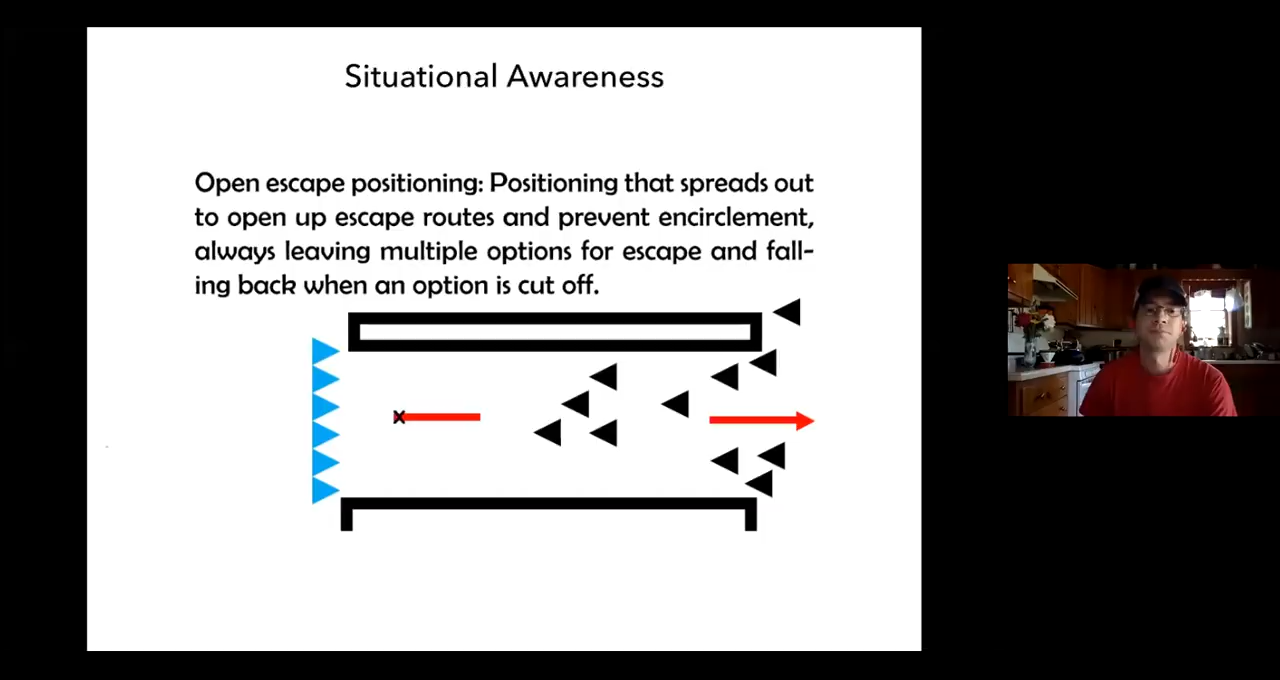 Situational Awareness
Open escape positioning: Positioning that spreads out
to open up escape routes and prevent encirclement,
always leaving multiple options for escape and fall-
ing back when an option is cut off.
x